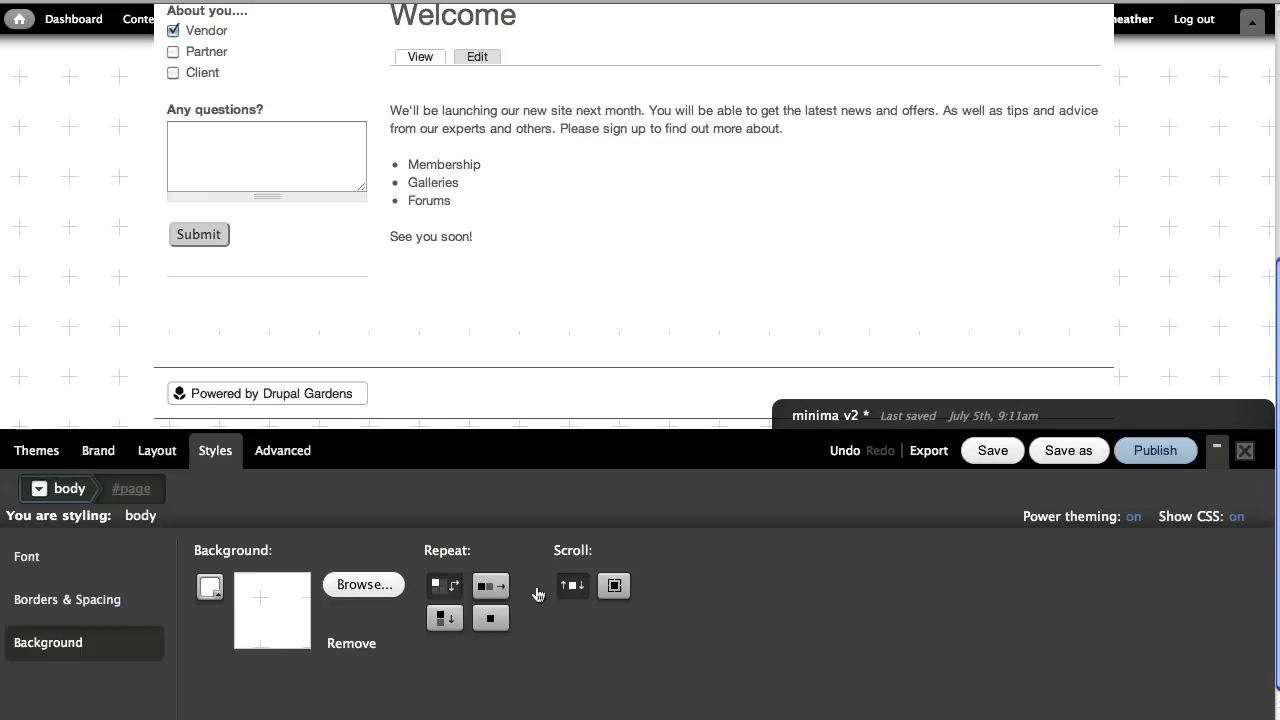 About you....
Dashboard
Conte
Welcome
heather
Log out
Vendor
Partner
Client
View
Edit
Any questions?
We'll be launching our new site next month. You will be able to get the latest news and offers. As well as tips and advice
from our experts and others. Please sign up to find out more about.
Membership
Galleries
Forums
Submit
See you soon!
Powered by Drupal Gardens
minima v2 * Last saved July 5th, 9:11am
Themes
Brand
Layout
Styles
Advanced
Undo
Redo
Export
Save
Save as
Publish
body
#page
You are styling: body
Power theming: on
Show CSS: on
Font
Borders & Spacing
Background
Background:
Repeat:
Scroll:
Browse...
Remove